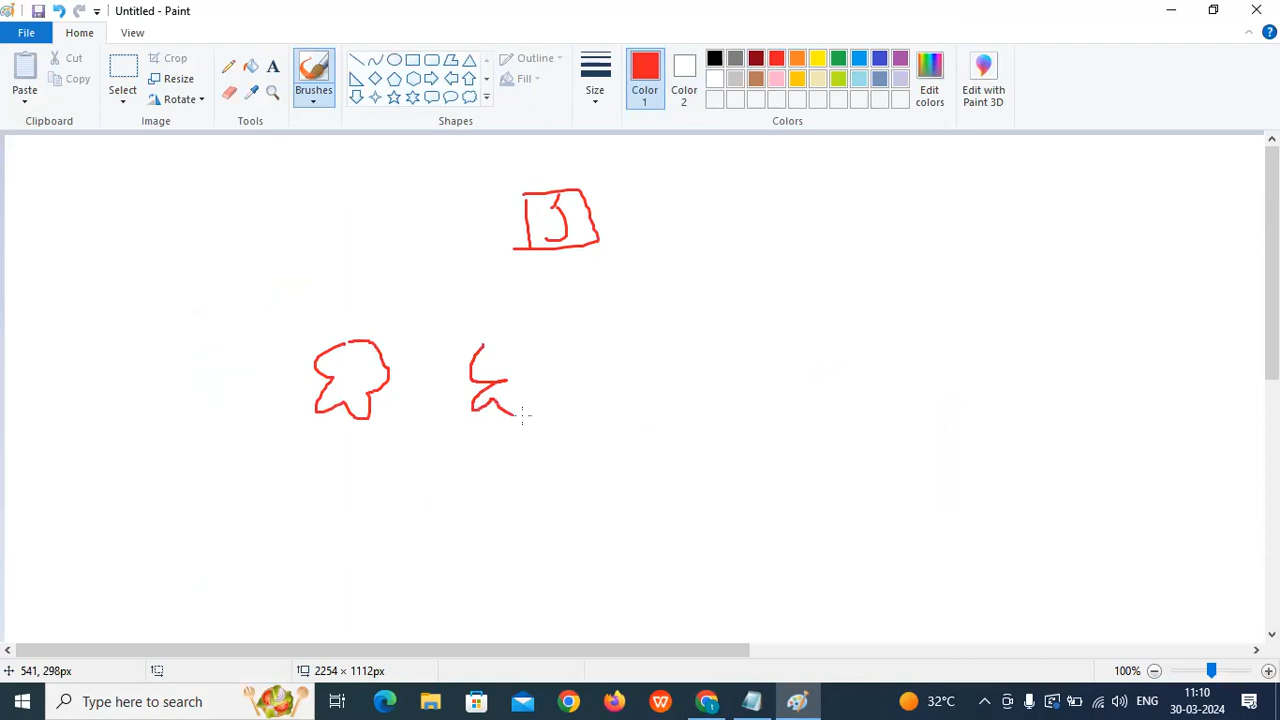 Untitled - Paint
File Home View
Paste
Cut
Copy
Clipboard
Select
Crop
Resize
Rotate
Image
A
Tools
Brushes
Outline
Fill
Shapes
Size
Color 1
Color 2
Edit colors
Colors
Edit with Paint 3D
3
541, 298px
2254 × 1112px
100%
Type here to search
W
32°C
ENG
11:10
30-03-2024